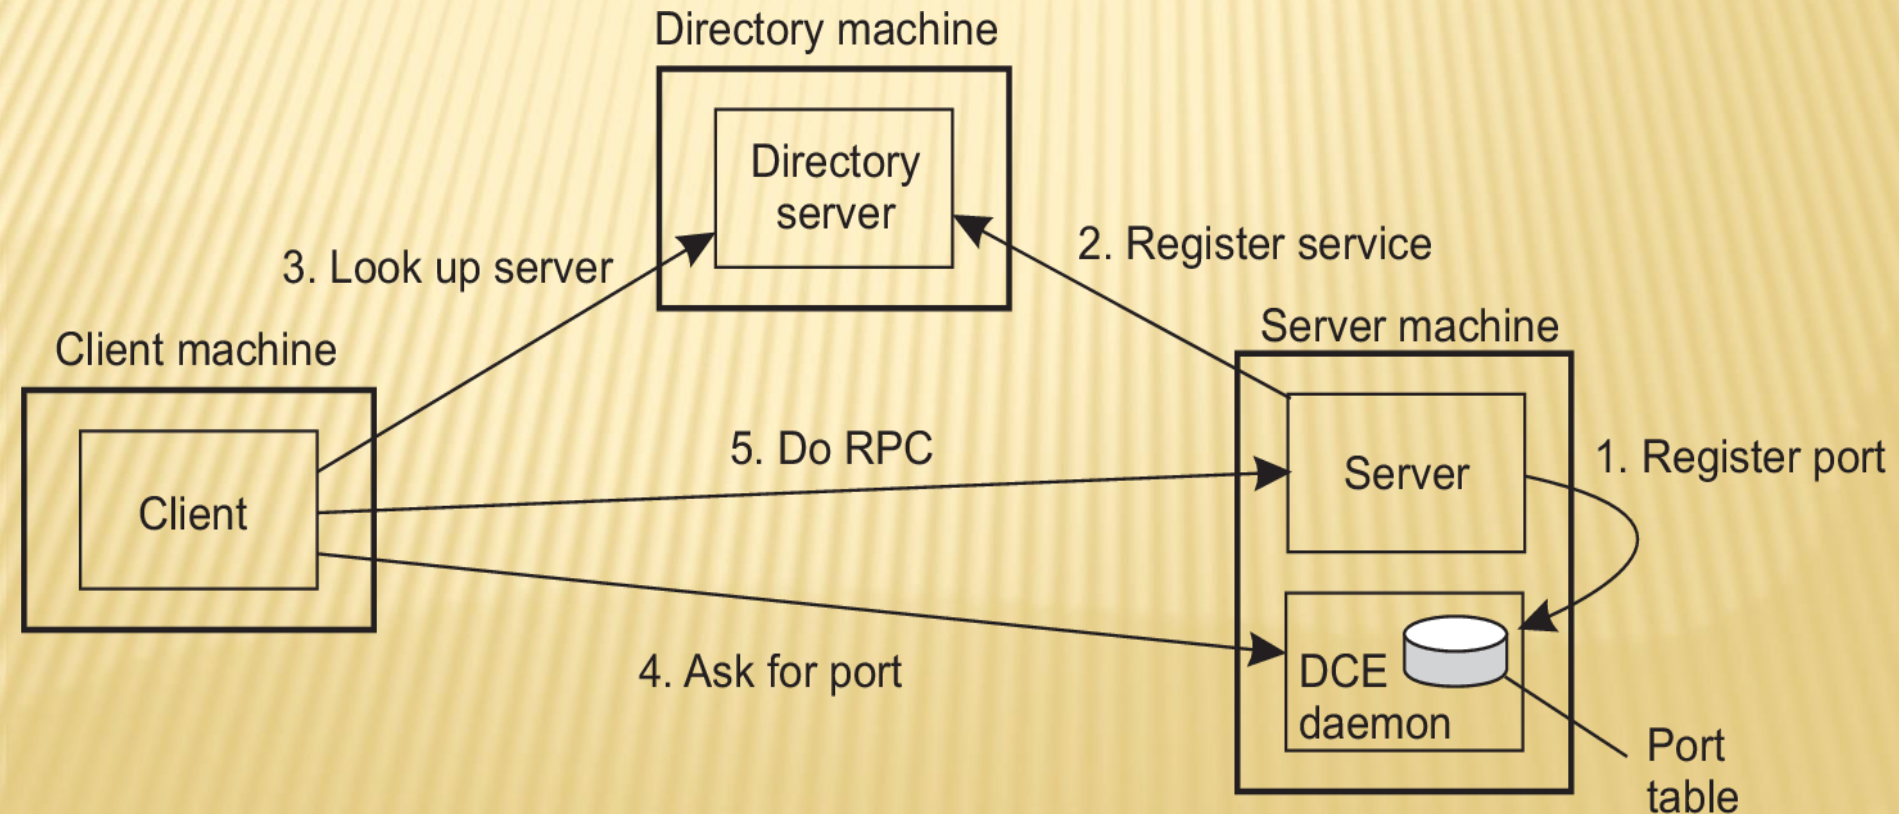 Directory machine
Directory
server
3. Look up server
2. Register service
Client machine
Server machine
Client
5. Do RPC
Server
1. Register port
4. Ask for port
DCE
daemon
Port
table